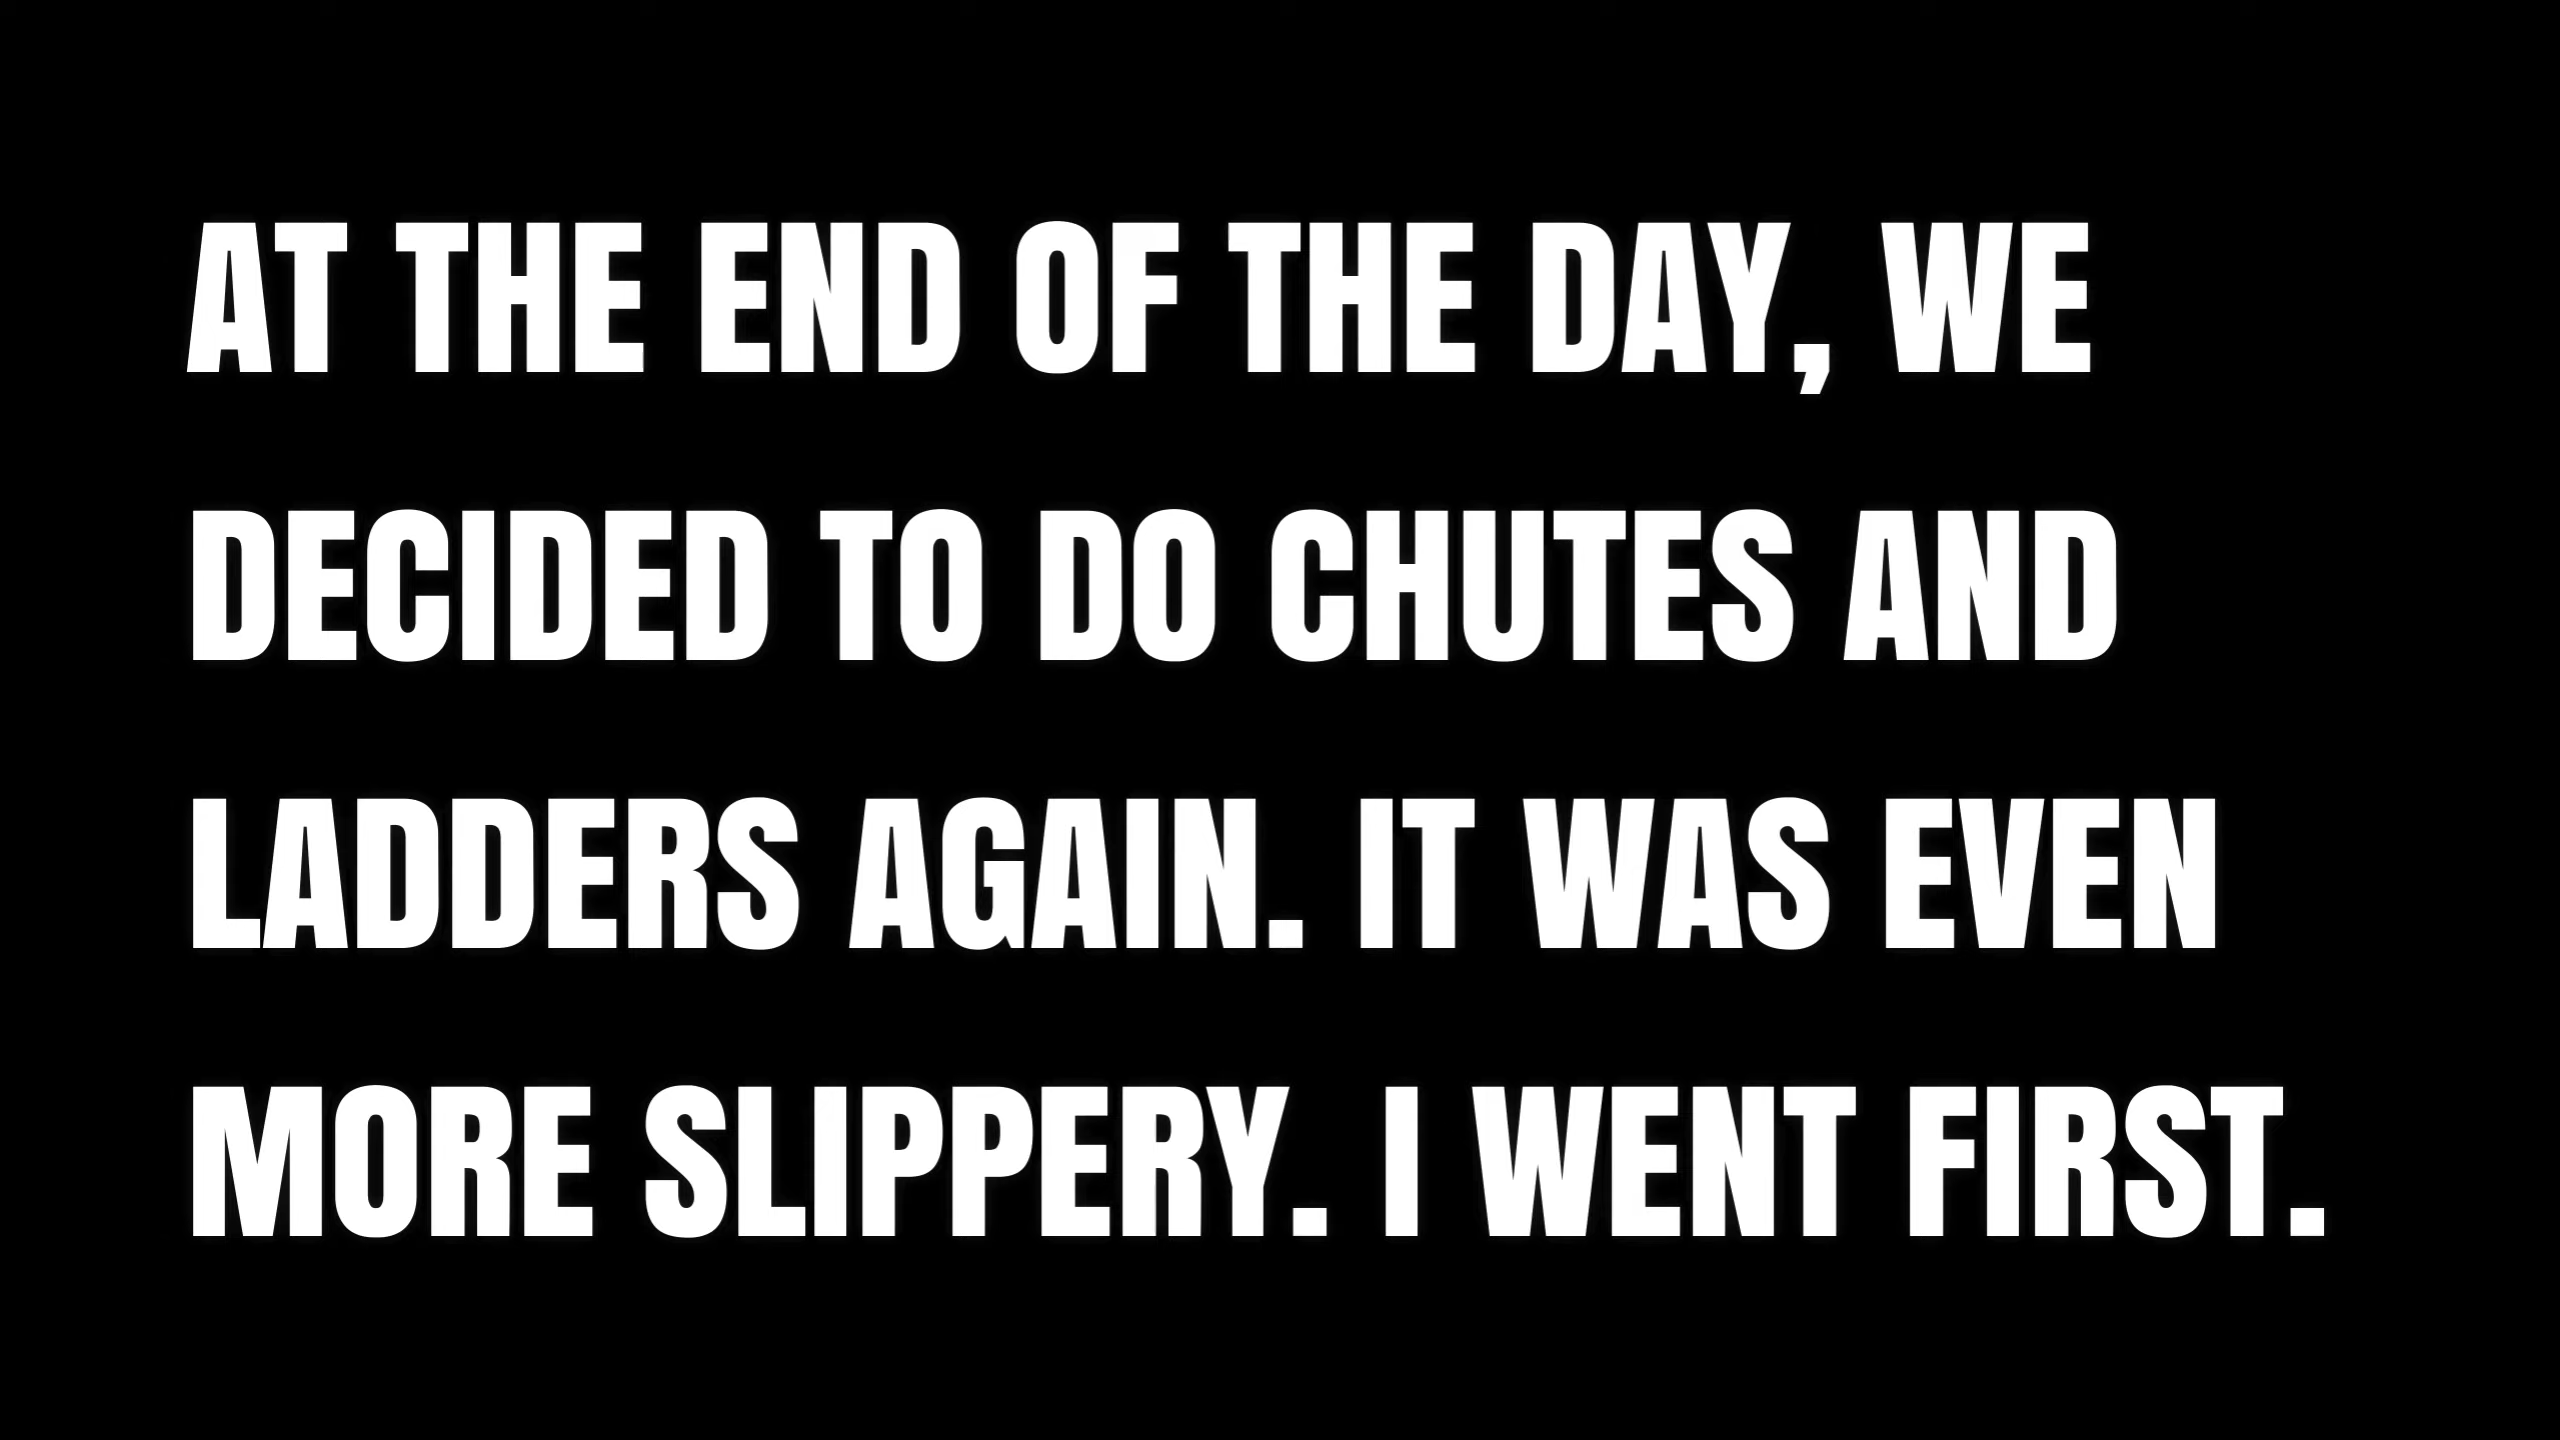 AT THE END OF THE DAY, WE
DECIDED TO DO CHUTES AND
LADDERS AGAIN. IT WAS EVEN
MORE SLIPPERY. I WENT FIRST.